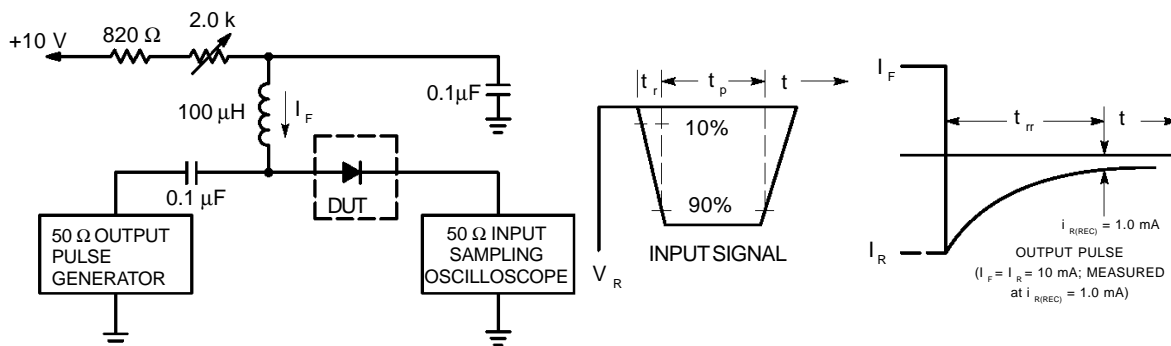 +10 V
820 Ω
2.0 k
100 μH
I F
0.1μF
0.1 μF
DUT
50 Ω OUTPUT
PULSE
GENERATOR
50 Ω INPUT
SAMPLING
OSCILLOSCOPE
t r
t p
t
10%
90%
V R
INPUT SIGNAL
I F
t rr
t
I R
i R(REC) = 1.0 mA
OUTPUT PULSE
(I F = I R = 10 mA; MEASURED
at i R(REC) = 1.0 mA)